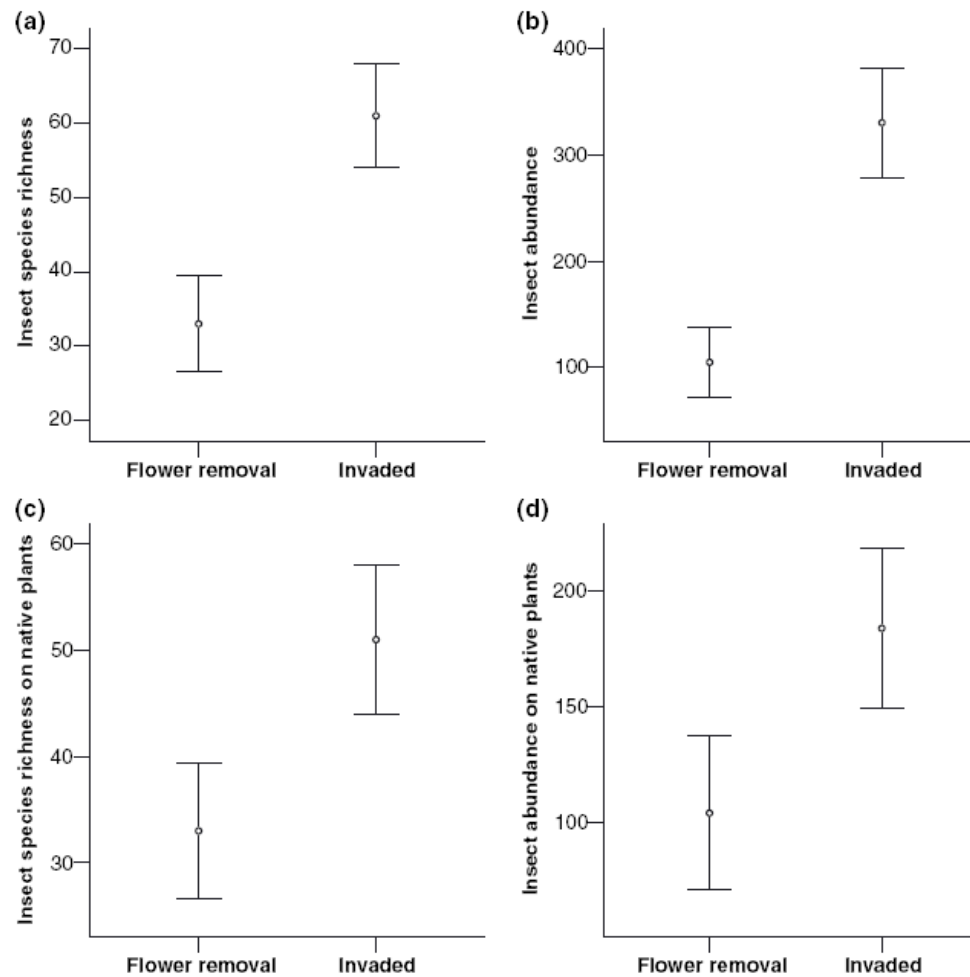 (a)
Insect species richness
70
60
50
40
30
20
Flower removal Invaded
(b)
Insect abundance
400
300
200
100
Flower removal Invaded
(c)
Insect species richness on native plants
60
50
40
30
Flower removal Invaded
(d)
Insect abundance on native plants
200
150
100
Flower removal Invaded